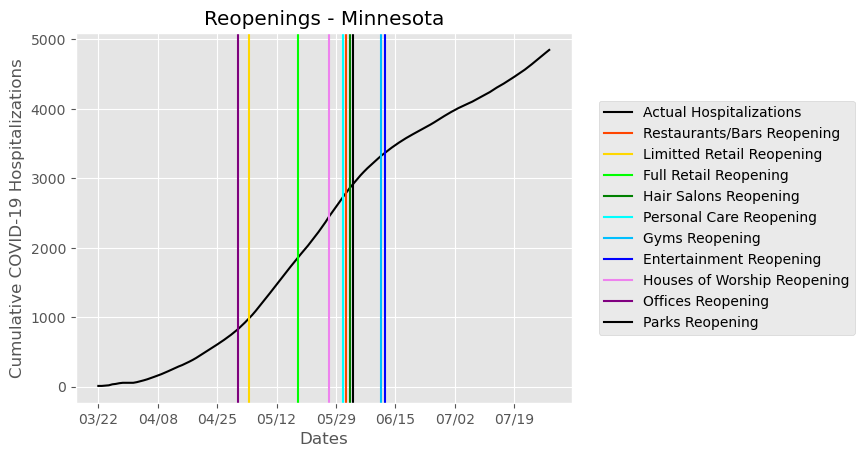 Reopenings - Minnesota
Cumulative COVID-19 Hospitalizations
5000
4000
3000
2000
1000
0
03/22 04/08 04/25 05/12 05/29 06/15 07/02 07/19
Dates
Actual Hospitalizations
Restaurants/Bars Reopening
Limitted Retail Reopening
Full Retail Reopening
Hair Salons Reopening
Personal Care Reopening
Gyms Reopening
Entertainment Reopening
Houses of Worship Reopening
Offices Reopening
Parks Reopening